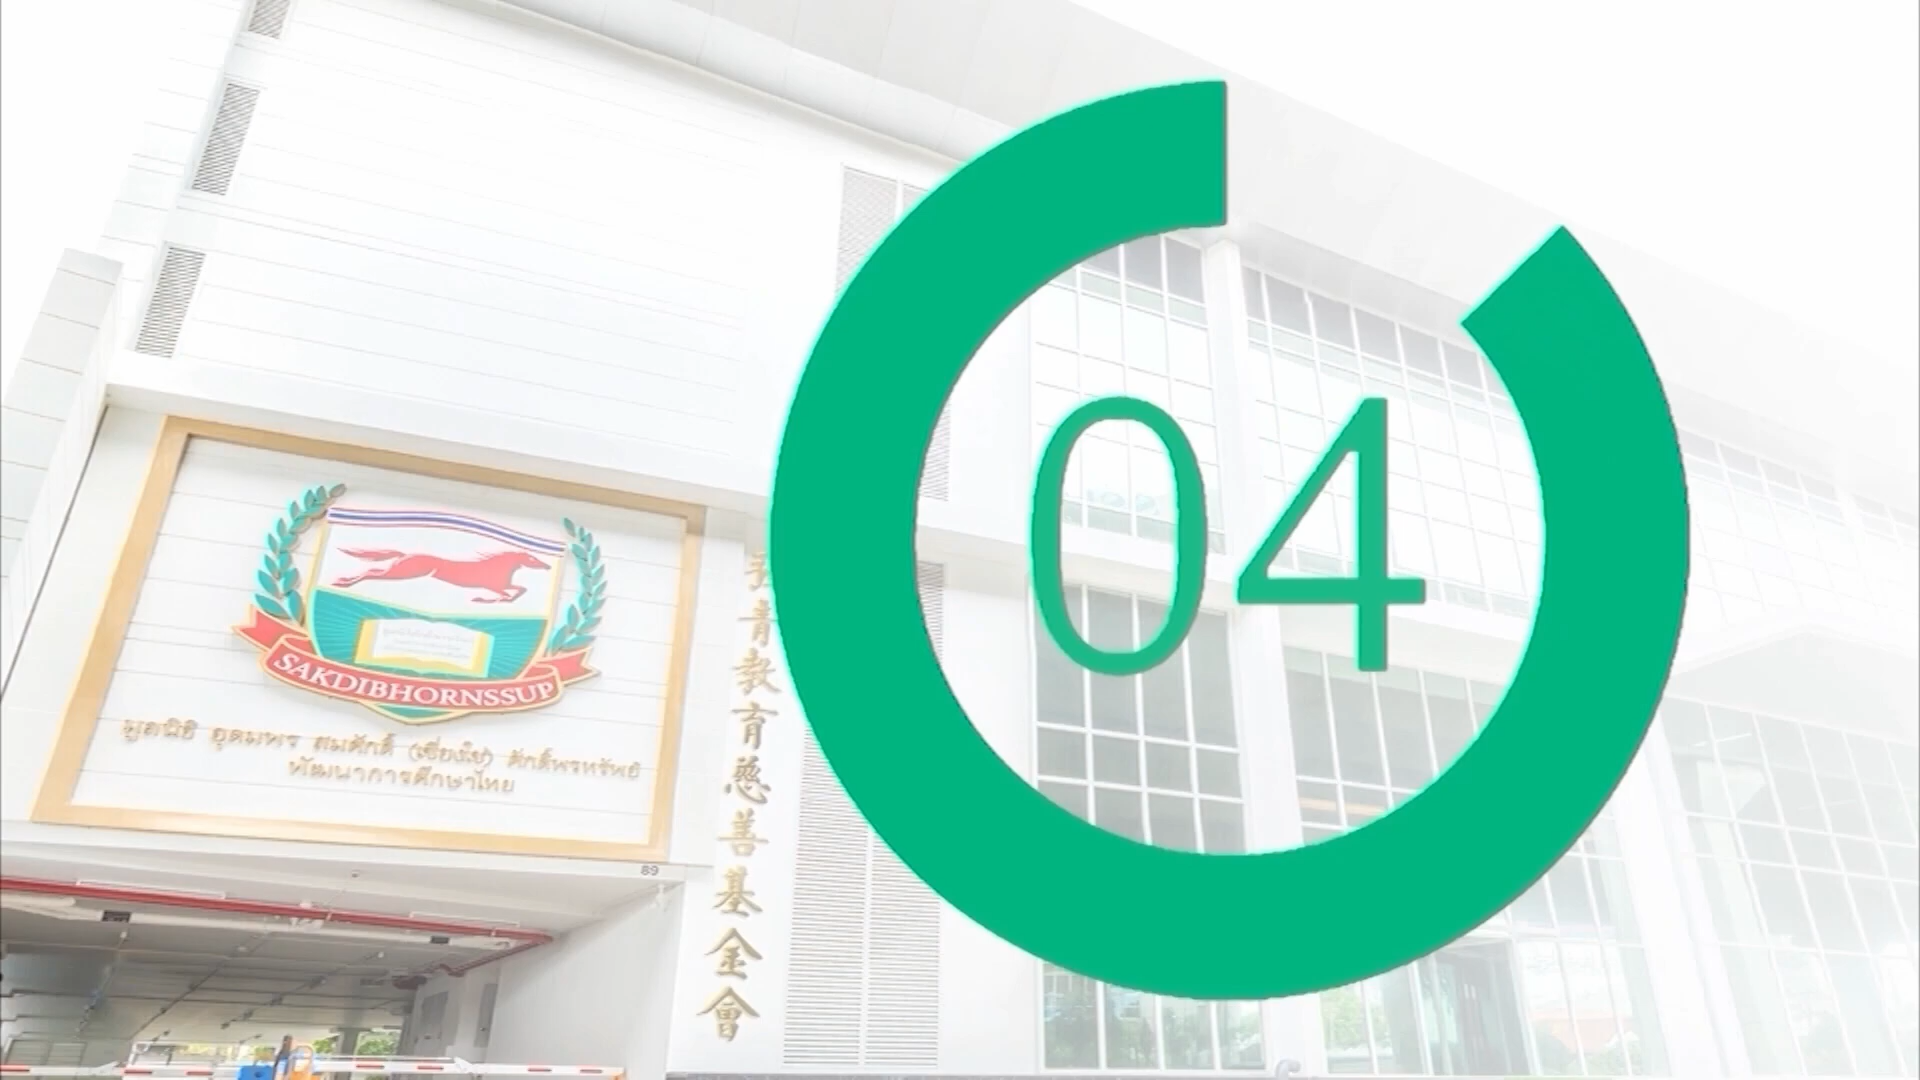 SAKDIBHORNSSUP
มูลนิธิ อุดมพร สมศักดิ์ (เซี่ยงใช) ศักดิ์พรทรัพย์
พัฒนาการศึกษาไทย
青教育慈善基金會
89
04